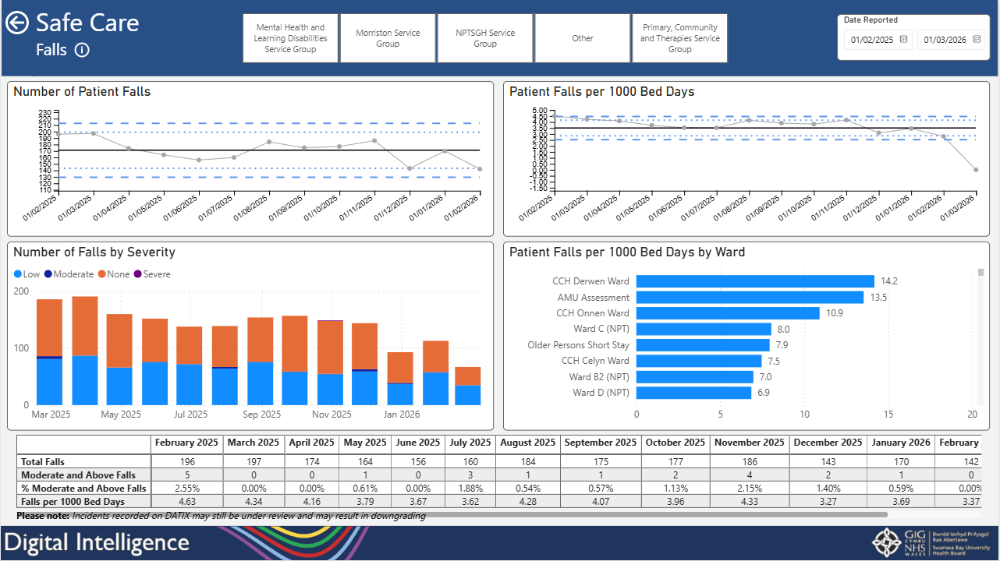 Safe Care
Falls
Mental Health and
Learning Disabilities
Service Group
Morriston Service
Group
NPTSGH Service
Group
Other
Primary, Community
and Therapies Service
Group
Date Reported
01/02/2025 01/03/2026
Number of Patient Falls
230
220
210
200
190
180
170
160
150
140
130
120
110
01/02/2025 01/03/2025 01/04/2025 01/05/2025 01/06/2025 01/07/2025 01/08/2025 01/09/2025 01/10/2025 01/11/2025 01/12/2025 01/01/2026 01/02/2026
Patient Falls per 1000 Bed Days
5.00
4.50
4.00
3.50
3.00
2.50
2.00
1.50
1.00
0.50
0.00
-0.50
-1.00
-1.50
01/02/2025 01/03/2025 01/04/2025 01/05/2025 01/06/2025 01/07/2025 01/08/2025 01/09/2025 01/10/2025 01/11/2025 01/12/2025 01/01/2026 01/02/2026 01/03/2026
Number of Falls by Severity
Low Moderate None Severe
200
100
0
Mar 2025 May 2025 Jul 2025 Sep 2025 Nov 2025 Jan 2026
Patient Falls per 1000 Bed Days by Ward
CCH Derwen Ward 14.2
AMU Assessment 13.5
CCH Onnen Ward 10.9
Ward C (NPT) 8.0
Older Persons Short Stay 7.9
CCH Celyn Ward 7.5
Ward B2 (NPT) 7.0
Ward D (NPT) 6.9
0 5 10 15 20
February 2025 March 2025 April 2025 May 2025 June 2025 July 2025 August 2025 September 2025 October 2025 November 2025 December 2025 January 2026 February
Total Falls 196 197 174 164 156 160 184 175 177 186 143 170 142
Moderate and Above Falls 5 0 0 1 0 3 1 1 2 4 2 1 0
% Moderate and Above Falls 2.55% 0.00% 0.00% 0.61% 0.00% 1.88% 0.54% 0.57% 1.13% 2.15% 1.40% 0.59% 0.00%
Falls per 1000 Bed Days 4.63 4.34 4.16 3.79 3.67 3.62 4.28 4.07 3.96 4.33 3.27 3.69 3.37
Please note: Incidents recorded on DATIX may still be under review and may result in downgrading
Digital Intelligence
GIG
CYMRU
NHS
WALES
Bwrdd Iechyd Prifysgol
Bae Abertawe
Swansea Bay University
Health Board